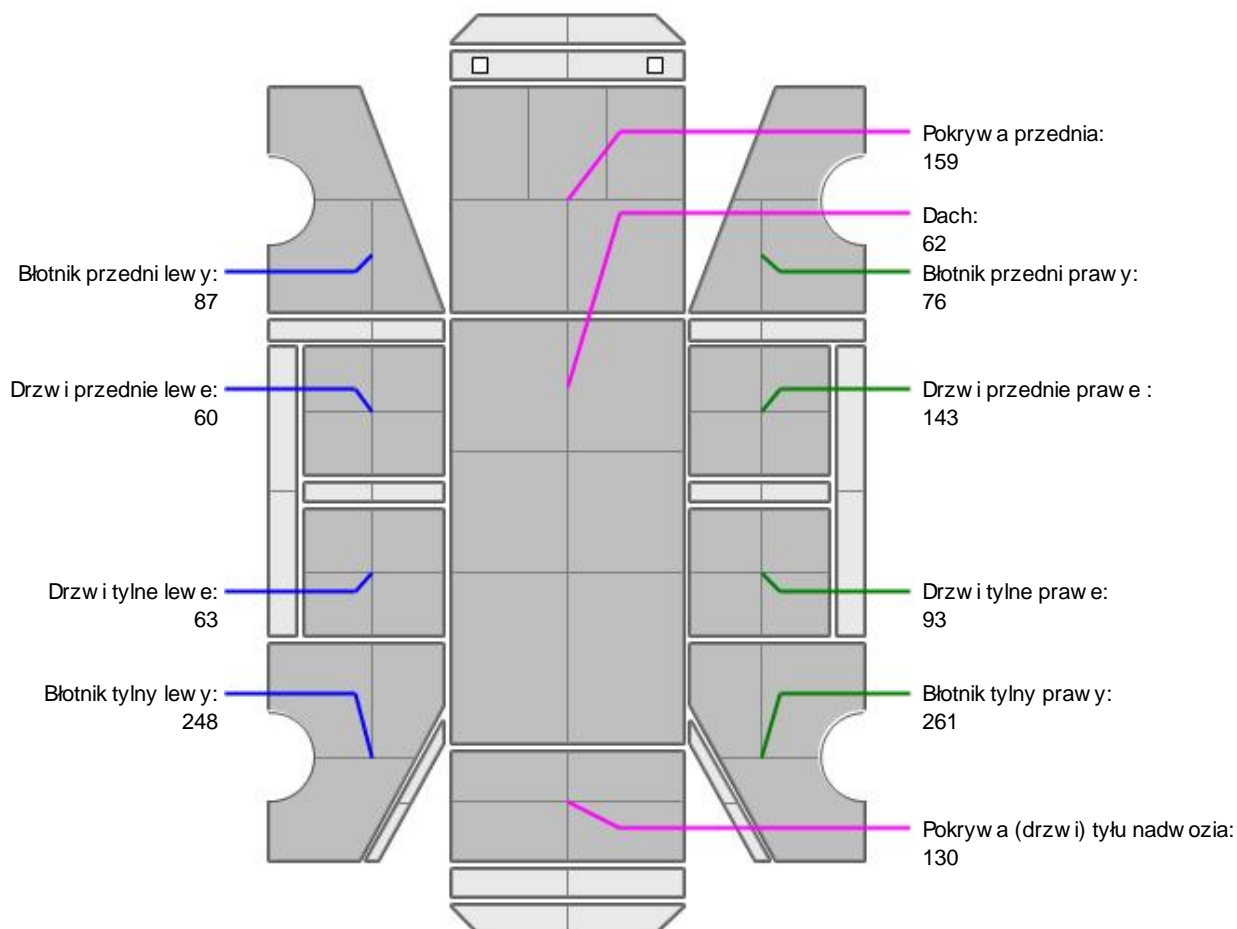 Pokrywa przednia:
159
Dach:
62
Błotnik przedni lewy:
87
Błotnik przedni prawy:
76
Drzwi przednie lewe:
60
Drzwi przednie prawe :
143
Drzwi tylne lewe:
63
Drzwi tylne prawe:
93
Błotnik tylny lewy:
248
Błotnik tylny prawy:
261
Pokrywa (drzwi) tyłu nadwozia:
130